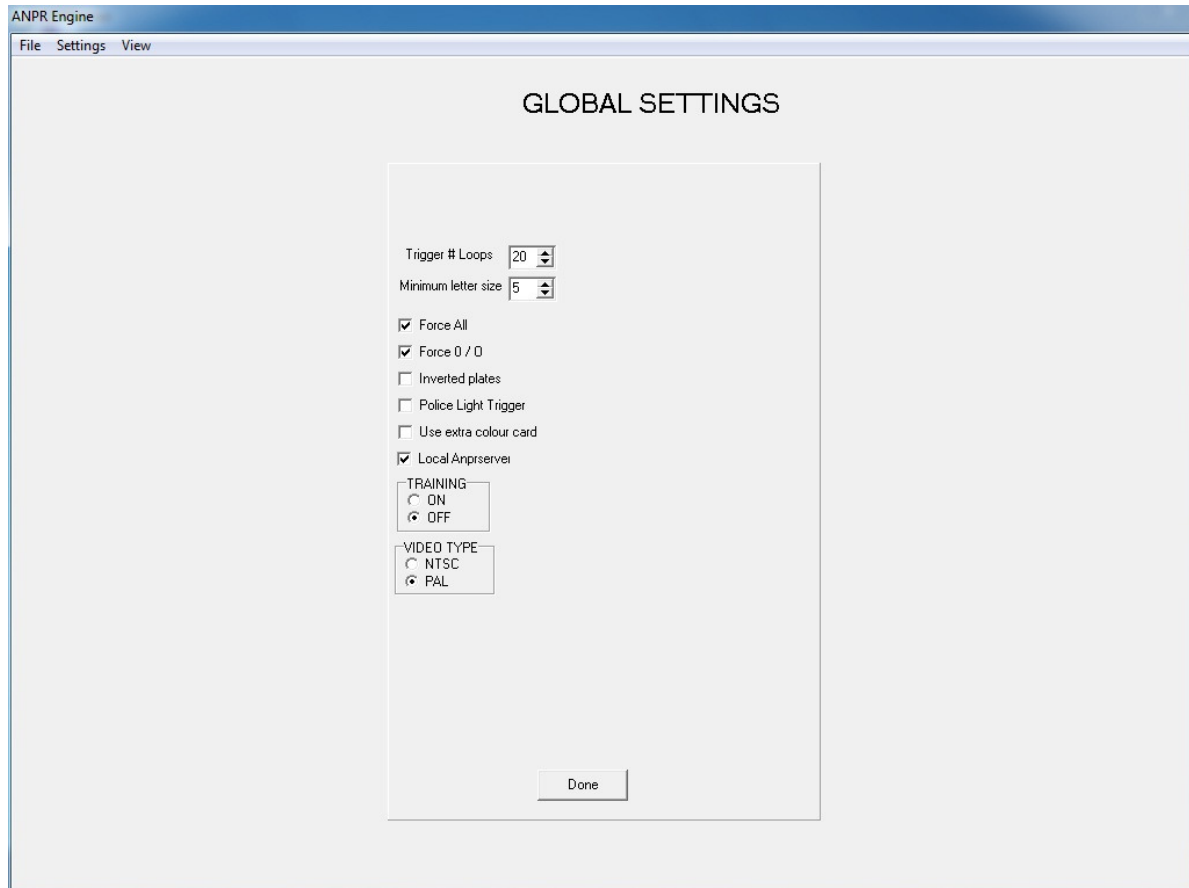 ANPR Engine
File Settings View
GLOBAL SETTINGS
Trigger # Loops 20
Minimum letter size 5
Force All
Force 0 / O
Inverted plates
Police Light Trigger
Use extra colour card
Local Anprserver
TRAINING
ON
OFF
VIDEO TYPE
NTSC
PAL
Done